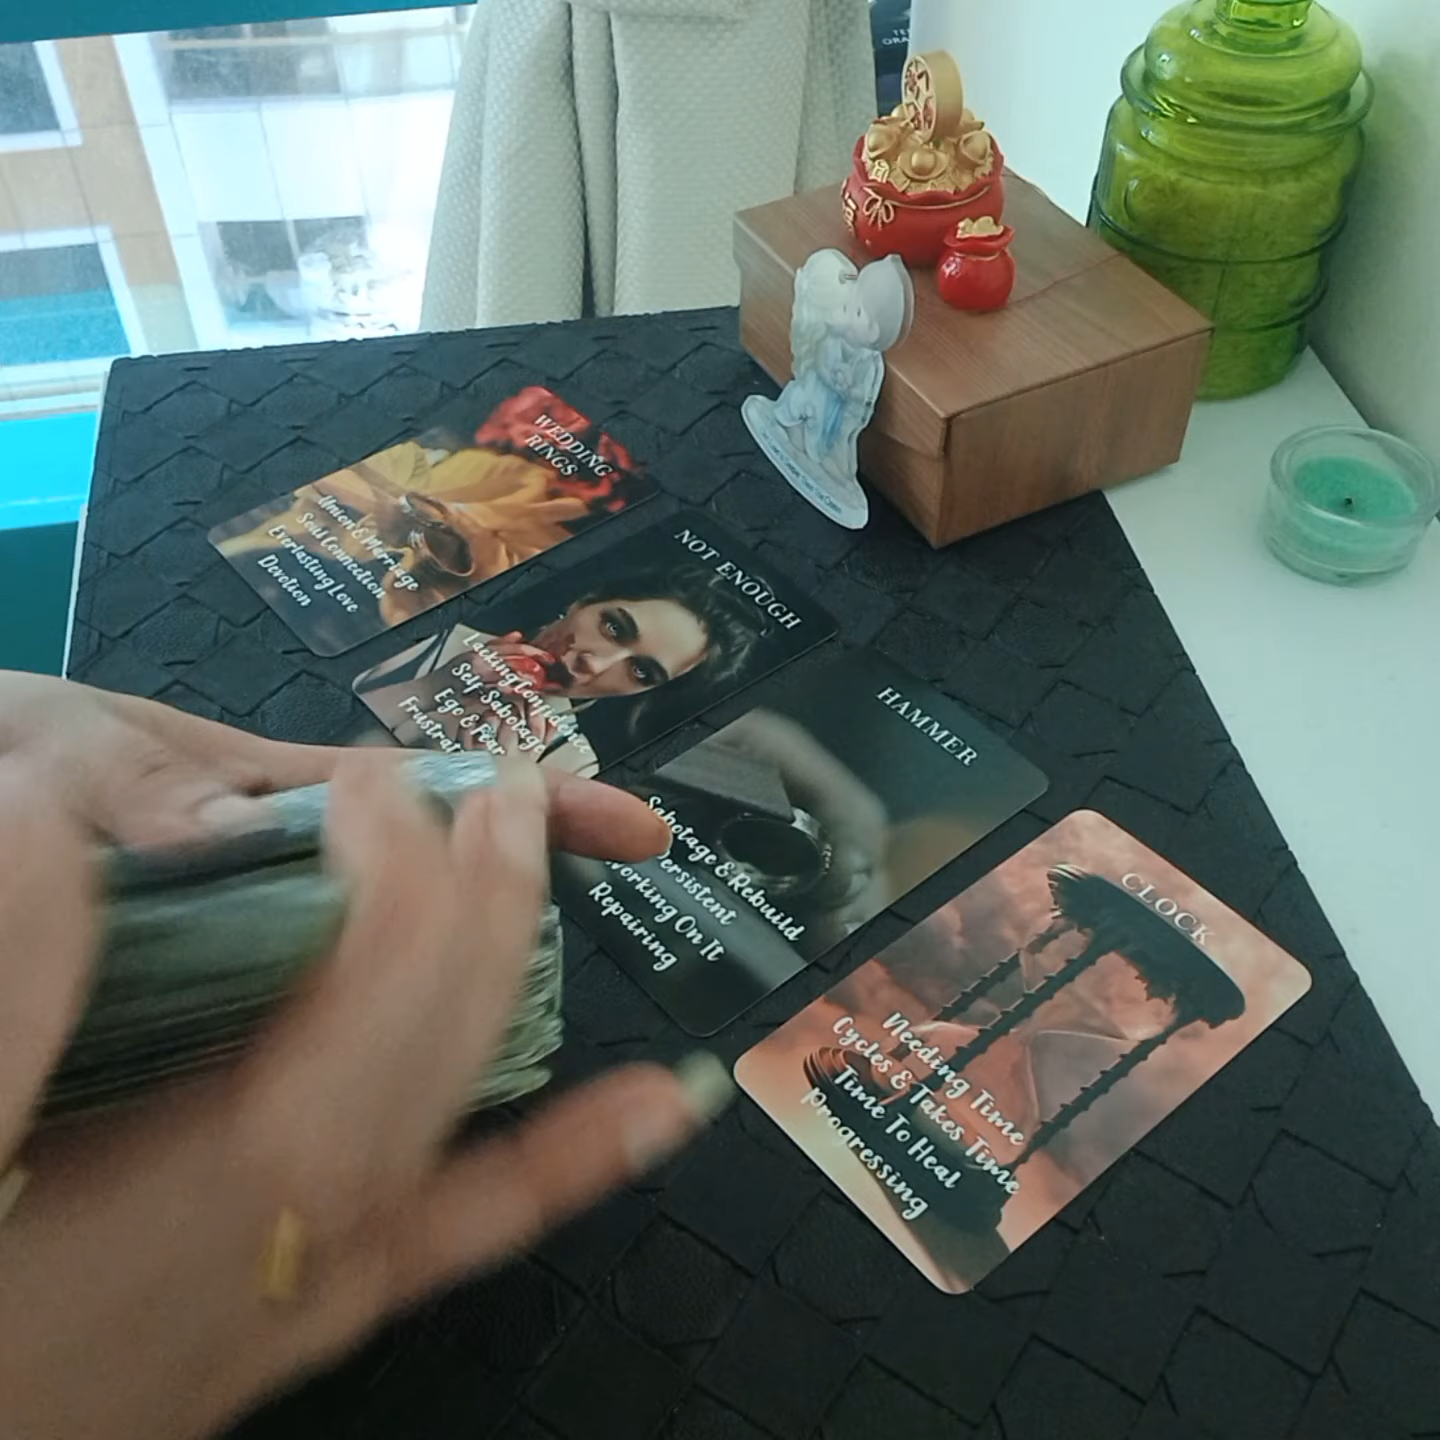 WEDDING
RINGS
Union & Marriage
Soul Connection
Everlasting Love
Devotion
NOT ENOUGH
Lacking Confidence
Self-Sabotage
Ego & Fear
HAMMER
Sabotage & Rebuild
Persistent
Working On It
Repairing
CLOCK
Needing Time
Cycles & Takes Time
Time To Heal
Progressing